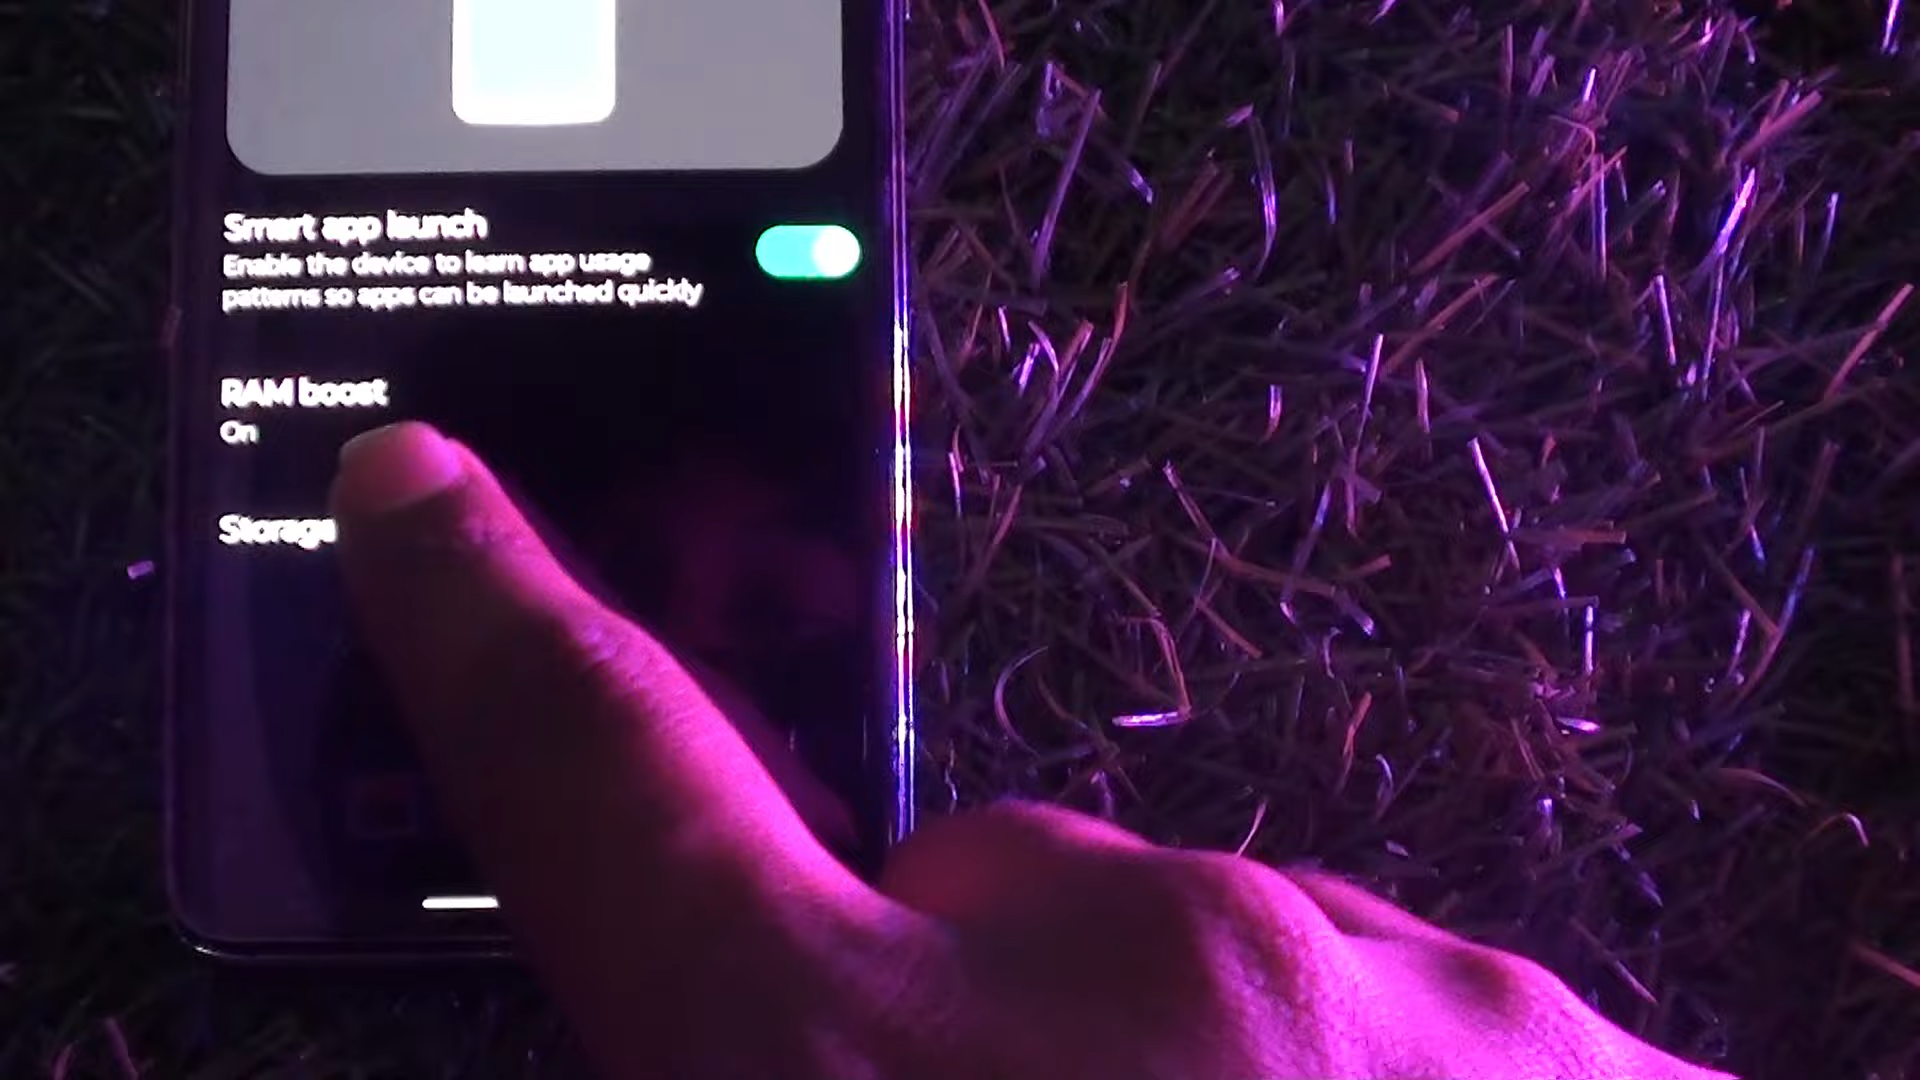 Smart app launch
Enable the device to learn app usage
patterns so apps can be launched quickly
RAM boost
On
Storage